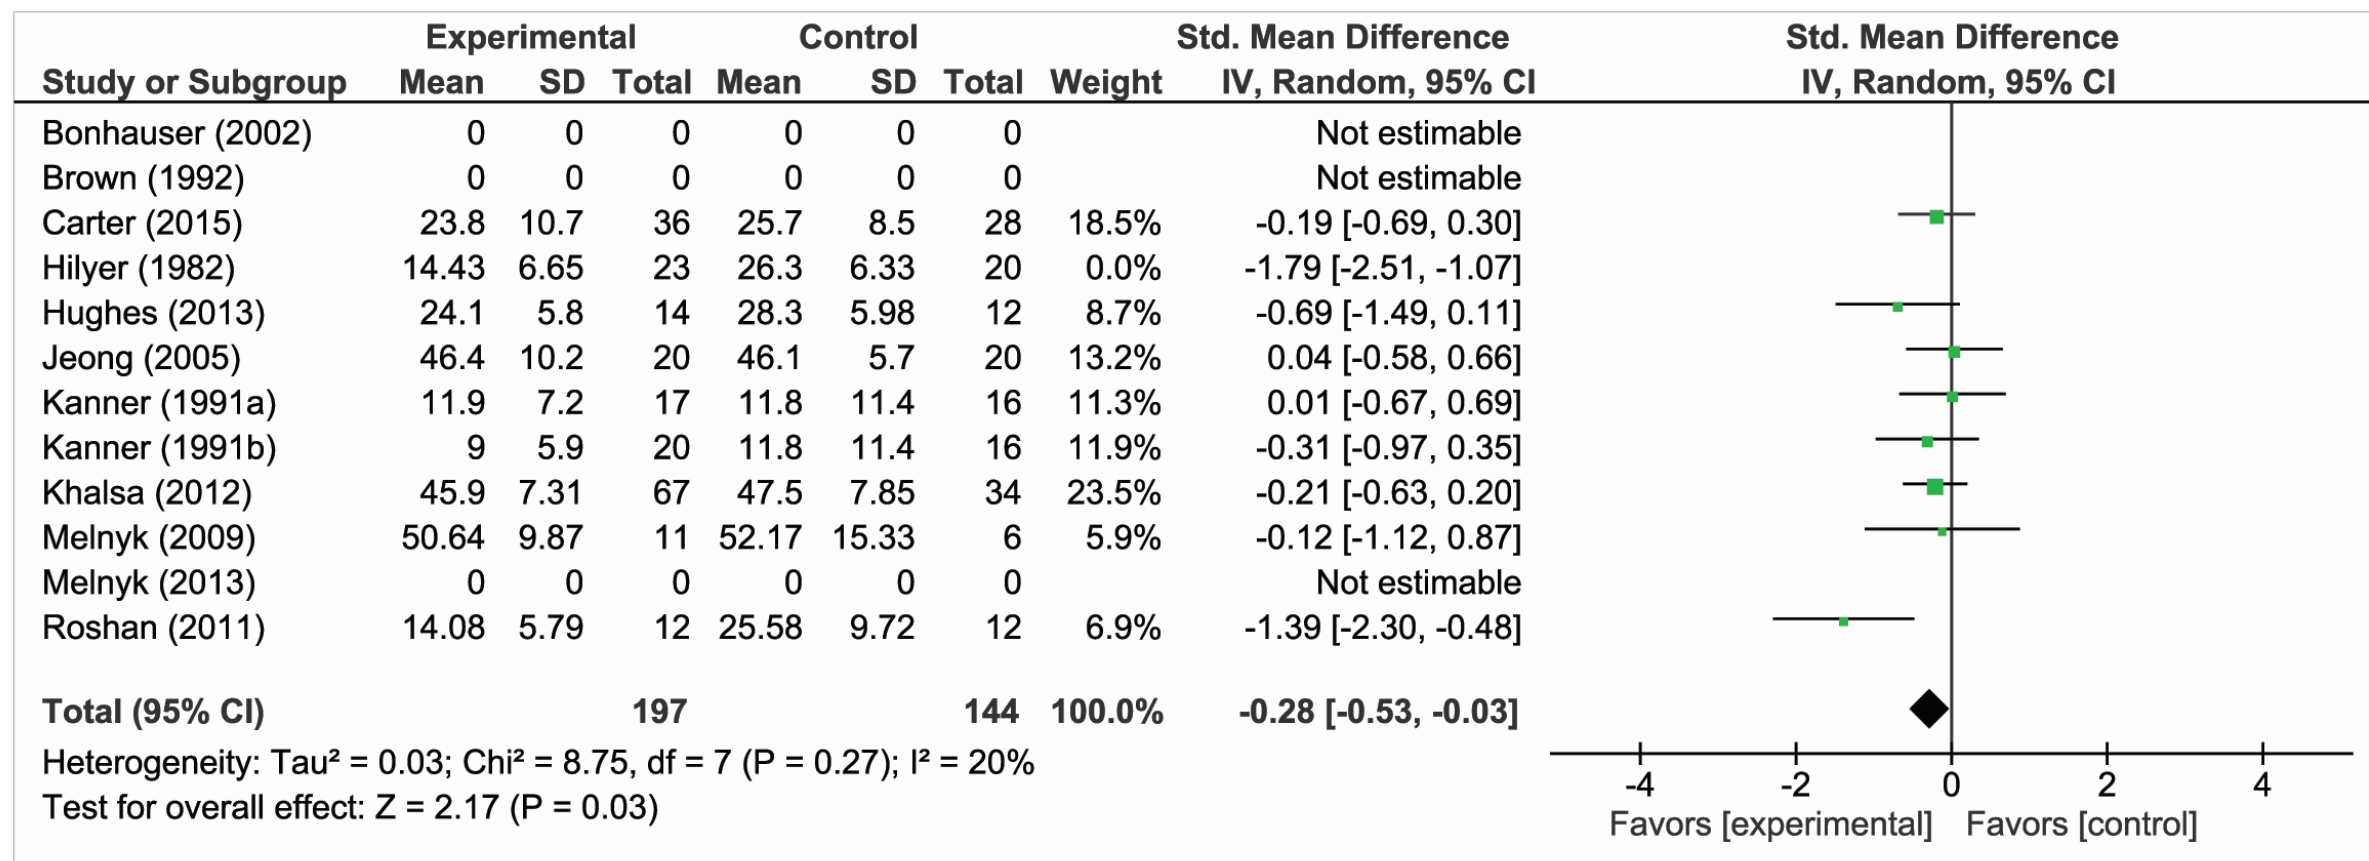 Experimental Control Std. Mean Difference Std. Mean Difference
Study or Subgroup Mean SD Total Mean SD Total Weight IV, Random, 95% CI IV, Random, 95% CI
Bonhauser (2002) 0 0 0 0 0 0 Not estimable
Brown (1992) 0 0 0 0 0 0 Not estimable
Carter (2015) 23.8 10.7 36 25.7 8.5 28 18.5% -0.19 [-0.69, 0.30]
Hilyer (1982) 14.43 6.65 23 26.3 6.33 20 0.0% -1.79 [-2.51, -1.07]
Hughes (2013) 24.1 5.8 14 28.3 5.98 12 8.7% -0.69 [-1.49, 0.11]
Jeong (2005) 46.4 10.2 20 46.1 5.7 20 13.2% 0.04 [-0.58, 0.66]
Kanner (1991a) 11.9 7.2 17 11.8 11.4 16 11.3% 0.01 [-0.67, 0.69]
Kanner (1991b) 9 5.9 20 11.8 11.4 16 11.9% -0.31 [-0.97, 0.35]
Khalsa (2012) 45.9 7.31 67 47.5 7.85 34 23.5% -0.21 [-0.63, 0.20]
Melnyk (2009) 50.64 9.87 11 52.17 15.33 6 5.9% -0.12 [-1.12, 0.87]
Melnyk (2013) 0 0 0 0 0 0 Not estimable
Roshan (2011) 14.08 5.79 12 25.58 9.72 12 6.9% -1.39 [-2.30, -0.48]
Total (95% CI) 197 144 100.0% -0.28 [-0.53, -0.03]
Heterogeneity: Tau² = 0.03; Chi² = 8.75, df = 7 (P = 0.27); I² = 20%
Test for overall effect: Z = 2.17 (P = 0.03)
-4 -2 0 2 4
Favors [experimental] Favors [control]